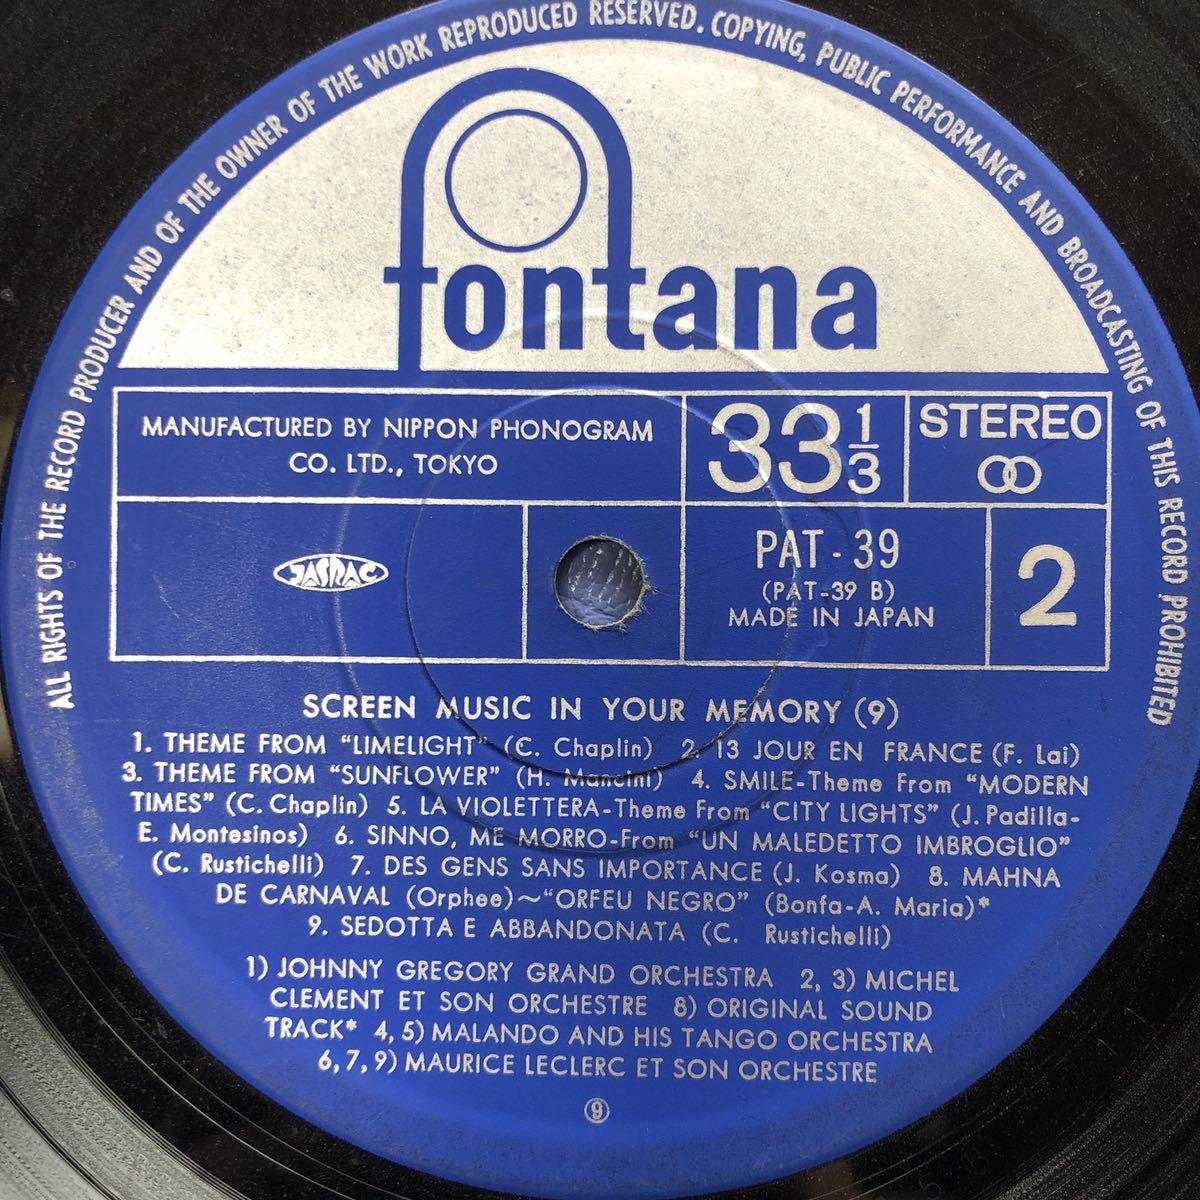 ALL RIGHTS OF THE RECORD PRODUCER AND OF THE OWNER OF THE WORK REPRODUCED RESERVED. COPYING, PUBLIC PERFORMANCE AND BROADCASTING OF THIS RECORD PROHIBITED
fontana
MANUFACTURED BY NIPPON PHONOGRAM
CO. LTD., TOKYO
33 1/3
STEREO
JASRAC
PAT - 39
(PAT-39 B)
MADE IN JAPAN
2
SCREEN MUSIC IN YOUR MEMORY (9)
1. THEME FROM "LIMELIGHT" (C. Chaplin) 2. 13 JOUR EN FRANCE (F. Lai)
3. THEME FROM "SUNFLOWER" (H. Mancini) 4. SMILE-Theme From "MODERN
TIMES" (C. Chaplin) 5. LA VIOLETTERA-Theme From "CITY LIGHTS" (J. Padilla-
E. Montesinos) 6. SINNO, ME MORRO-From "UN MALEDETTO IMBROGLIO"
(C. Rustichelli) 7. DES GENS SANS IMPORTANCE (J. Kosma) 8. MAHNA
DE CARNAVAL (Orphee)~"ORFEU NEGRO" (Bonfa-A. Maria)*
9. SEDOTTA E ABBANDONATA (C. Rustichelli)
1) JOHNNY GREGORY GRAND ORCHESTRA 2, 3) MICHEL
CLEMENT ET SON ORCHESTRE 8) ORIGINAL SOUND
TRACK* 4, 5) MALANDO AND HIS TANGO ORCHESTRA
6, 7, 9) MAURICE LECLERC ET SON ORCHESTRE
⑨